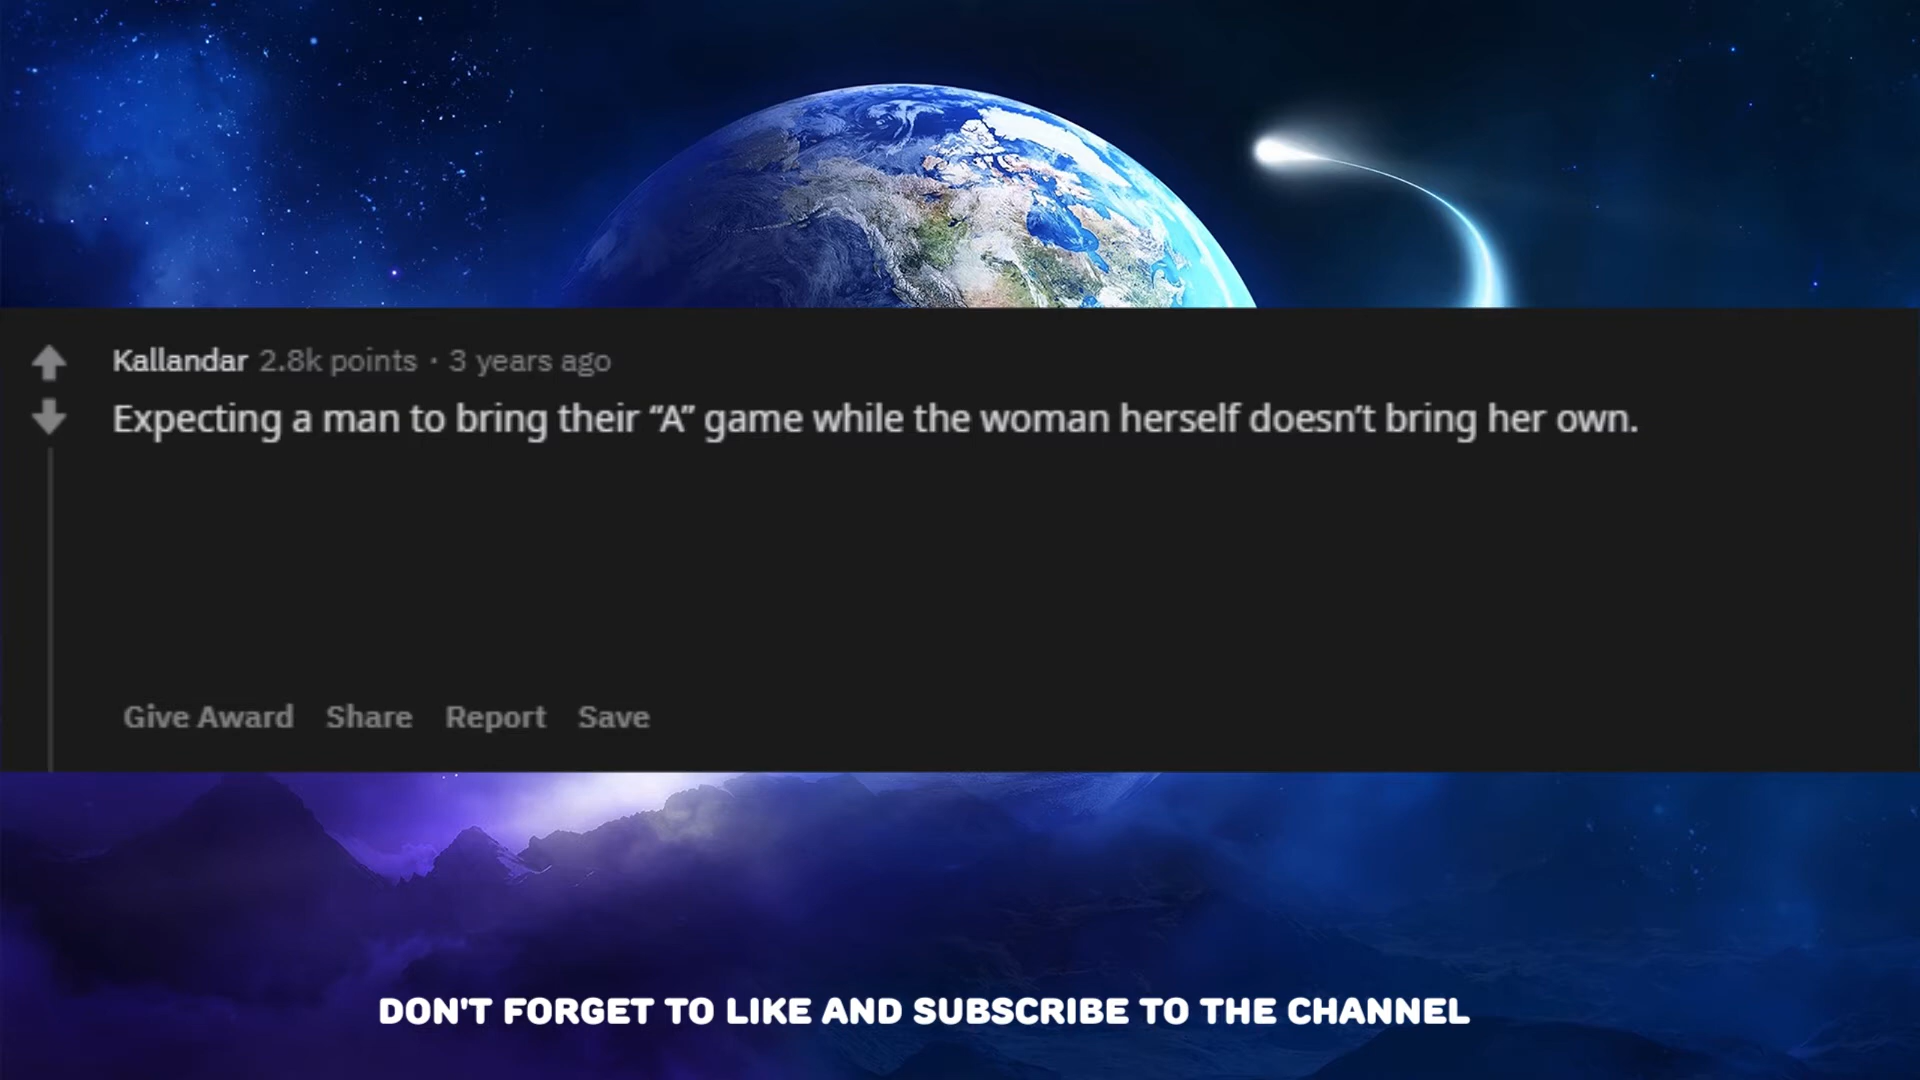 Kallandar 2.8k points · 3 years ago
Expecting a man to bring their “A” game while the woman herself doesn’t bring her own.
Give Award Share Report Save
DON'T FORGET TO LIKE AND SUBSCRIBE TO THE CHANNEL